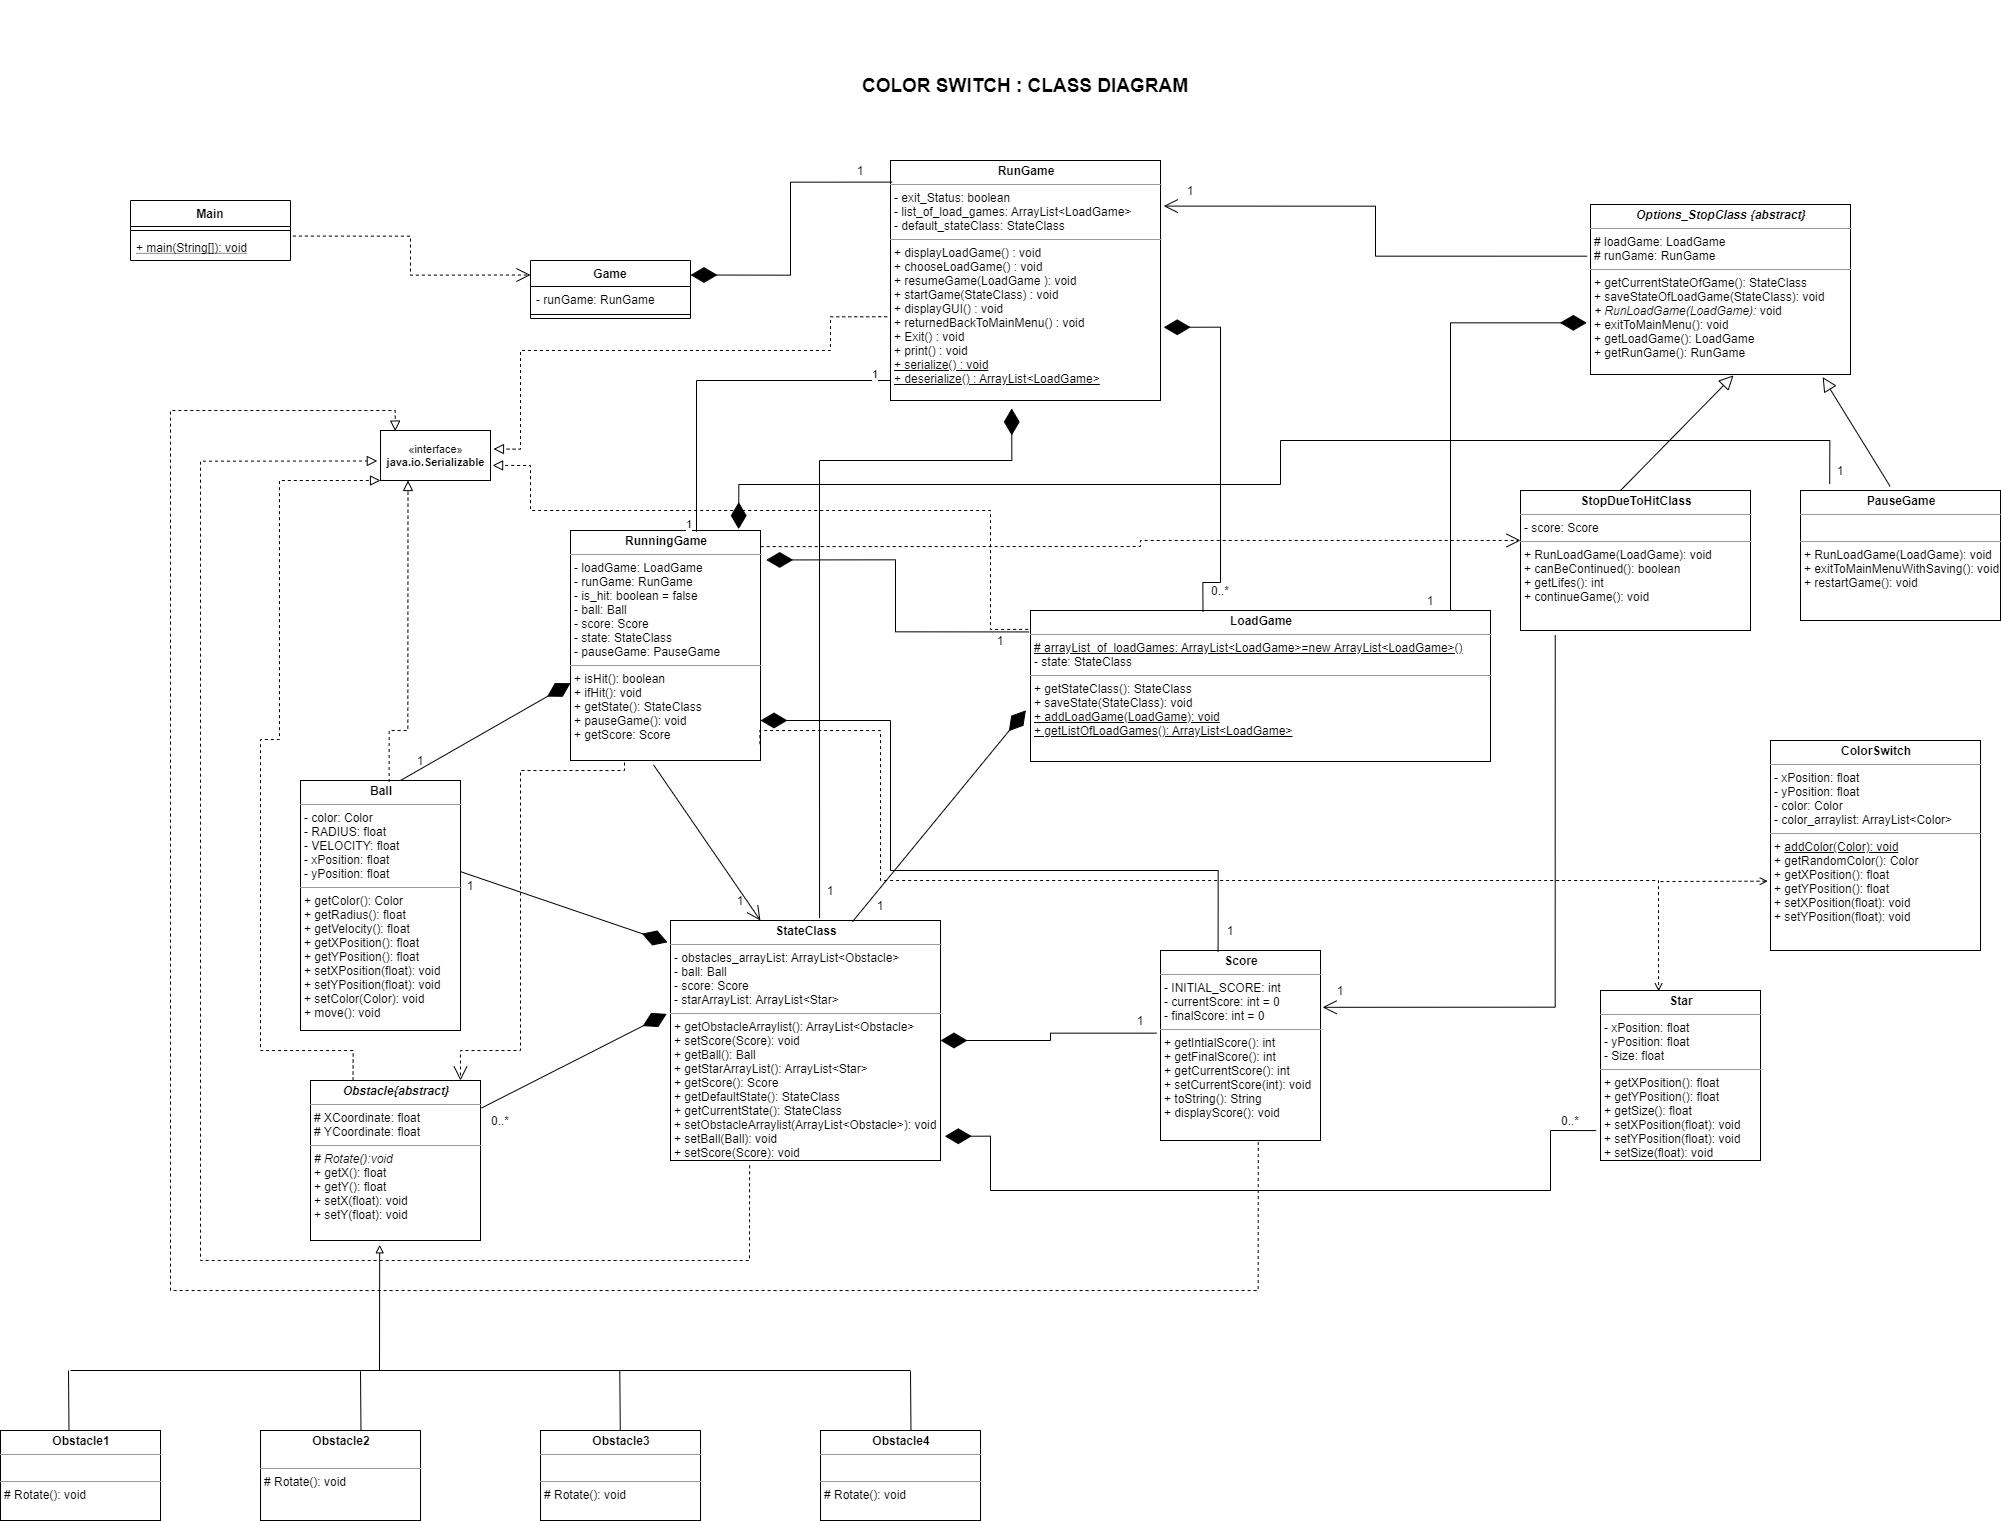 COLOR SWITCH : CLASS DIAGRAM
Main
+ main(String[]): void
Game
- runGame: RunGame
1
RunGame
- exit_Status: boolean
- list_of_load_games: ArrayList<LoadGame>
- default_stateClass: StateClass
+ displayLoadGame() : void
+ chooseLoadGame() : void
+ resumeGame(LoadGame ): void
+ startGame(StateClass) : void
+ displayGUI() : void
+ returnedBackToMainMenu() : void
+ Exit() : void
+ print() : void
+ serialize() : void
+ deserialize() : ArrayList<LoadGame>
1
1
Options_StopClass {abstract}
# loadGame: LoadGame
# runGame: RunGame
+ getCurrentStateOfGame(): StateClass
+ saveStateOfLoadGame(StateClass): void
+ RunLoadGame(LoadGame): void
+ exitToMainMenu(): void
+ getLoadGame(): LoadGame
+ getRunGame(): RunGame
«interface»
java.io.Serializable
1
RunningGame
- loadGame: LoadGame
- runGame: RunGame
- is_hit: boolean = false
- ball: Ball
- score: Score
- state: StateClass
- pauseGame: PauseGame
+ isHit(): boolean
+ ifHit(): void
+ getState(): StateClass
+ pauseGame(): void
+ getScore: Score
1
StopDueToHitClass
- score: Score
+ RunLoadGame(LoadGame): void
+ canBeContinued(): boolean
+ getLifes(): int
+ continueGame(): void
PauseGame
+ RunLoadGame(LoadGame): void
+ exitToMainMenuWithSaving(): void
+ restartGame(): void
0..*
1
1
LoadGame
# arrayList_of_loadGames: ArrayList<LoadGame>=new ArrayList<LoadGame>()
- state: StateClass
+ getStateClass(): StateClass
+ saveState(StateClass): void
+ addLoadGame(LoadGame): void
+ getListOfLoadGames(): ArrayList<LoadGame>
1
Ball
- color: Color
- RADIUS: float
- VELOCITY: float
- xPosition: float
- yPosition: float
+ getColor(): Color
+ getRadius(): float
+ getVelocity(): float
+ getXPosition(): float
+ getYPosition(): float
+ setXPosition(float): void
+ setYPosition(float): void
+ setColor(Color): void
+ move(): void
1
ColorSwitch
- xPosition: float
- yPosition: float
- color: Color
- color_arraylist: ArrayList<Color>
+ addColor(Color): void
+ getRandomColor(): Color
+ getXPosition(): float
+ getYPosition(): float
+ setXPosition(float): void
+ setYPosition(float): void
1
1
1
StateClass
- obstacles_arrayList: ArrayList<Obstacle>
- ball: Ball
- score: Score
- starArrayList: ArrayList<Star>
+ getObstacleArraylist(): ArrayList<Obstacle>
+ setScore(Score): void
+ getBall(): Ball
+ getStarArrayList(): ArrayList<Star>
+ getScore(): Score
+ getDefaultState(): StateClass
+ getCurrentState(): StateClass
+ setObstacleArraylist(ArrayList<Obstacle>): void
+ setBall(Ball): void
+ setScore(Score): void
1
1
1
Score
- INITIAL_SCORE: int
- currentScore: int = 0
- finalScore: int = 0
+ getIntialScore(): int
+ getFinalScore(): int
+ getCurrentScore(): int
+ setCurrentScore(int): void
+ toString(): String
+ displayScore(): void
Star
- xPosition: float
- yPosition: float
- Size: float
+ getXPosition(): float
+ getYPosition(): float
+ getSize(): float
+ setXPosition(float): void
+ setYPosition(float): void
+ setSize(float): void
0..*
Obstacle{abstract}
# XCoordinate: float
# YCoordinate: float
# Rotate():void
+ getX(): float
+ getY(): float
+ setX(float): void
+ setY(float): void
0..*
Obstacle1
# Rotate(): void
Obstacle2
# Rotate(): void
Obstacle3
# Rotate(): void
Obstacle4
# Rotate(): void